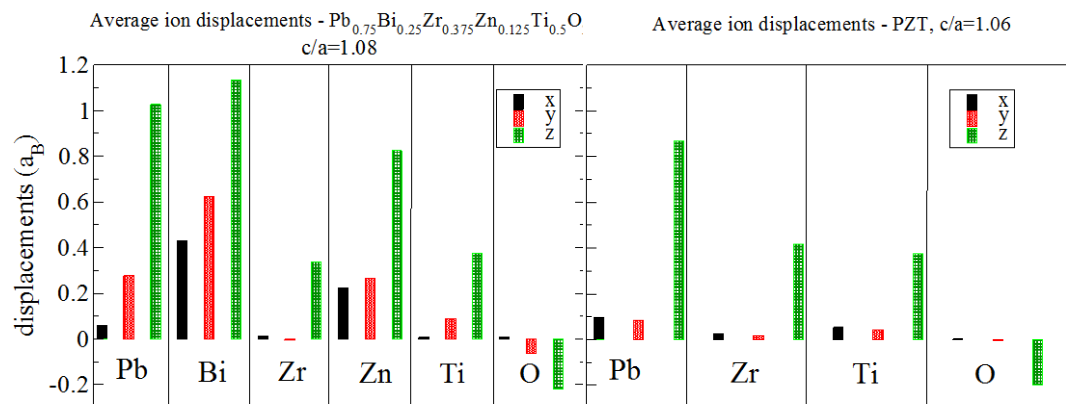 Average ion displacements - Pb0.75Bi0.25Zr0.375Zn0.125Ti0.5O
c/a=1.08
Average ion displacements - PZT, c/a=1.06
displacements (aB)
1.2
1
0.8
0.6
0.4
0.2
0
-0.2
x
y
z
Pb
Bi
Zr
Zn
Ti
O
x
y
z
Pb
Zr
Ti
O